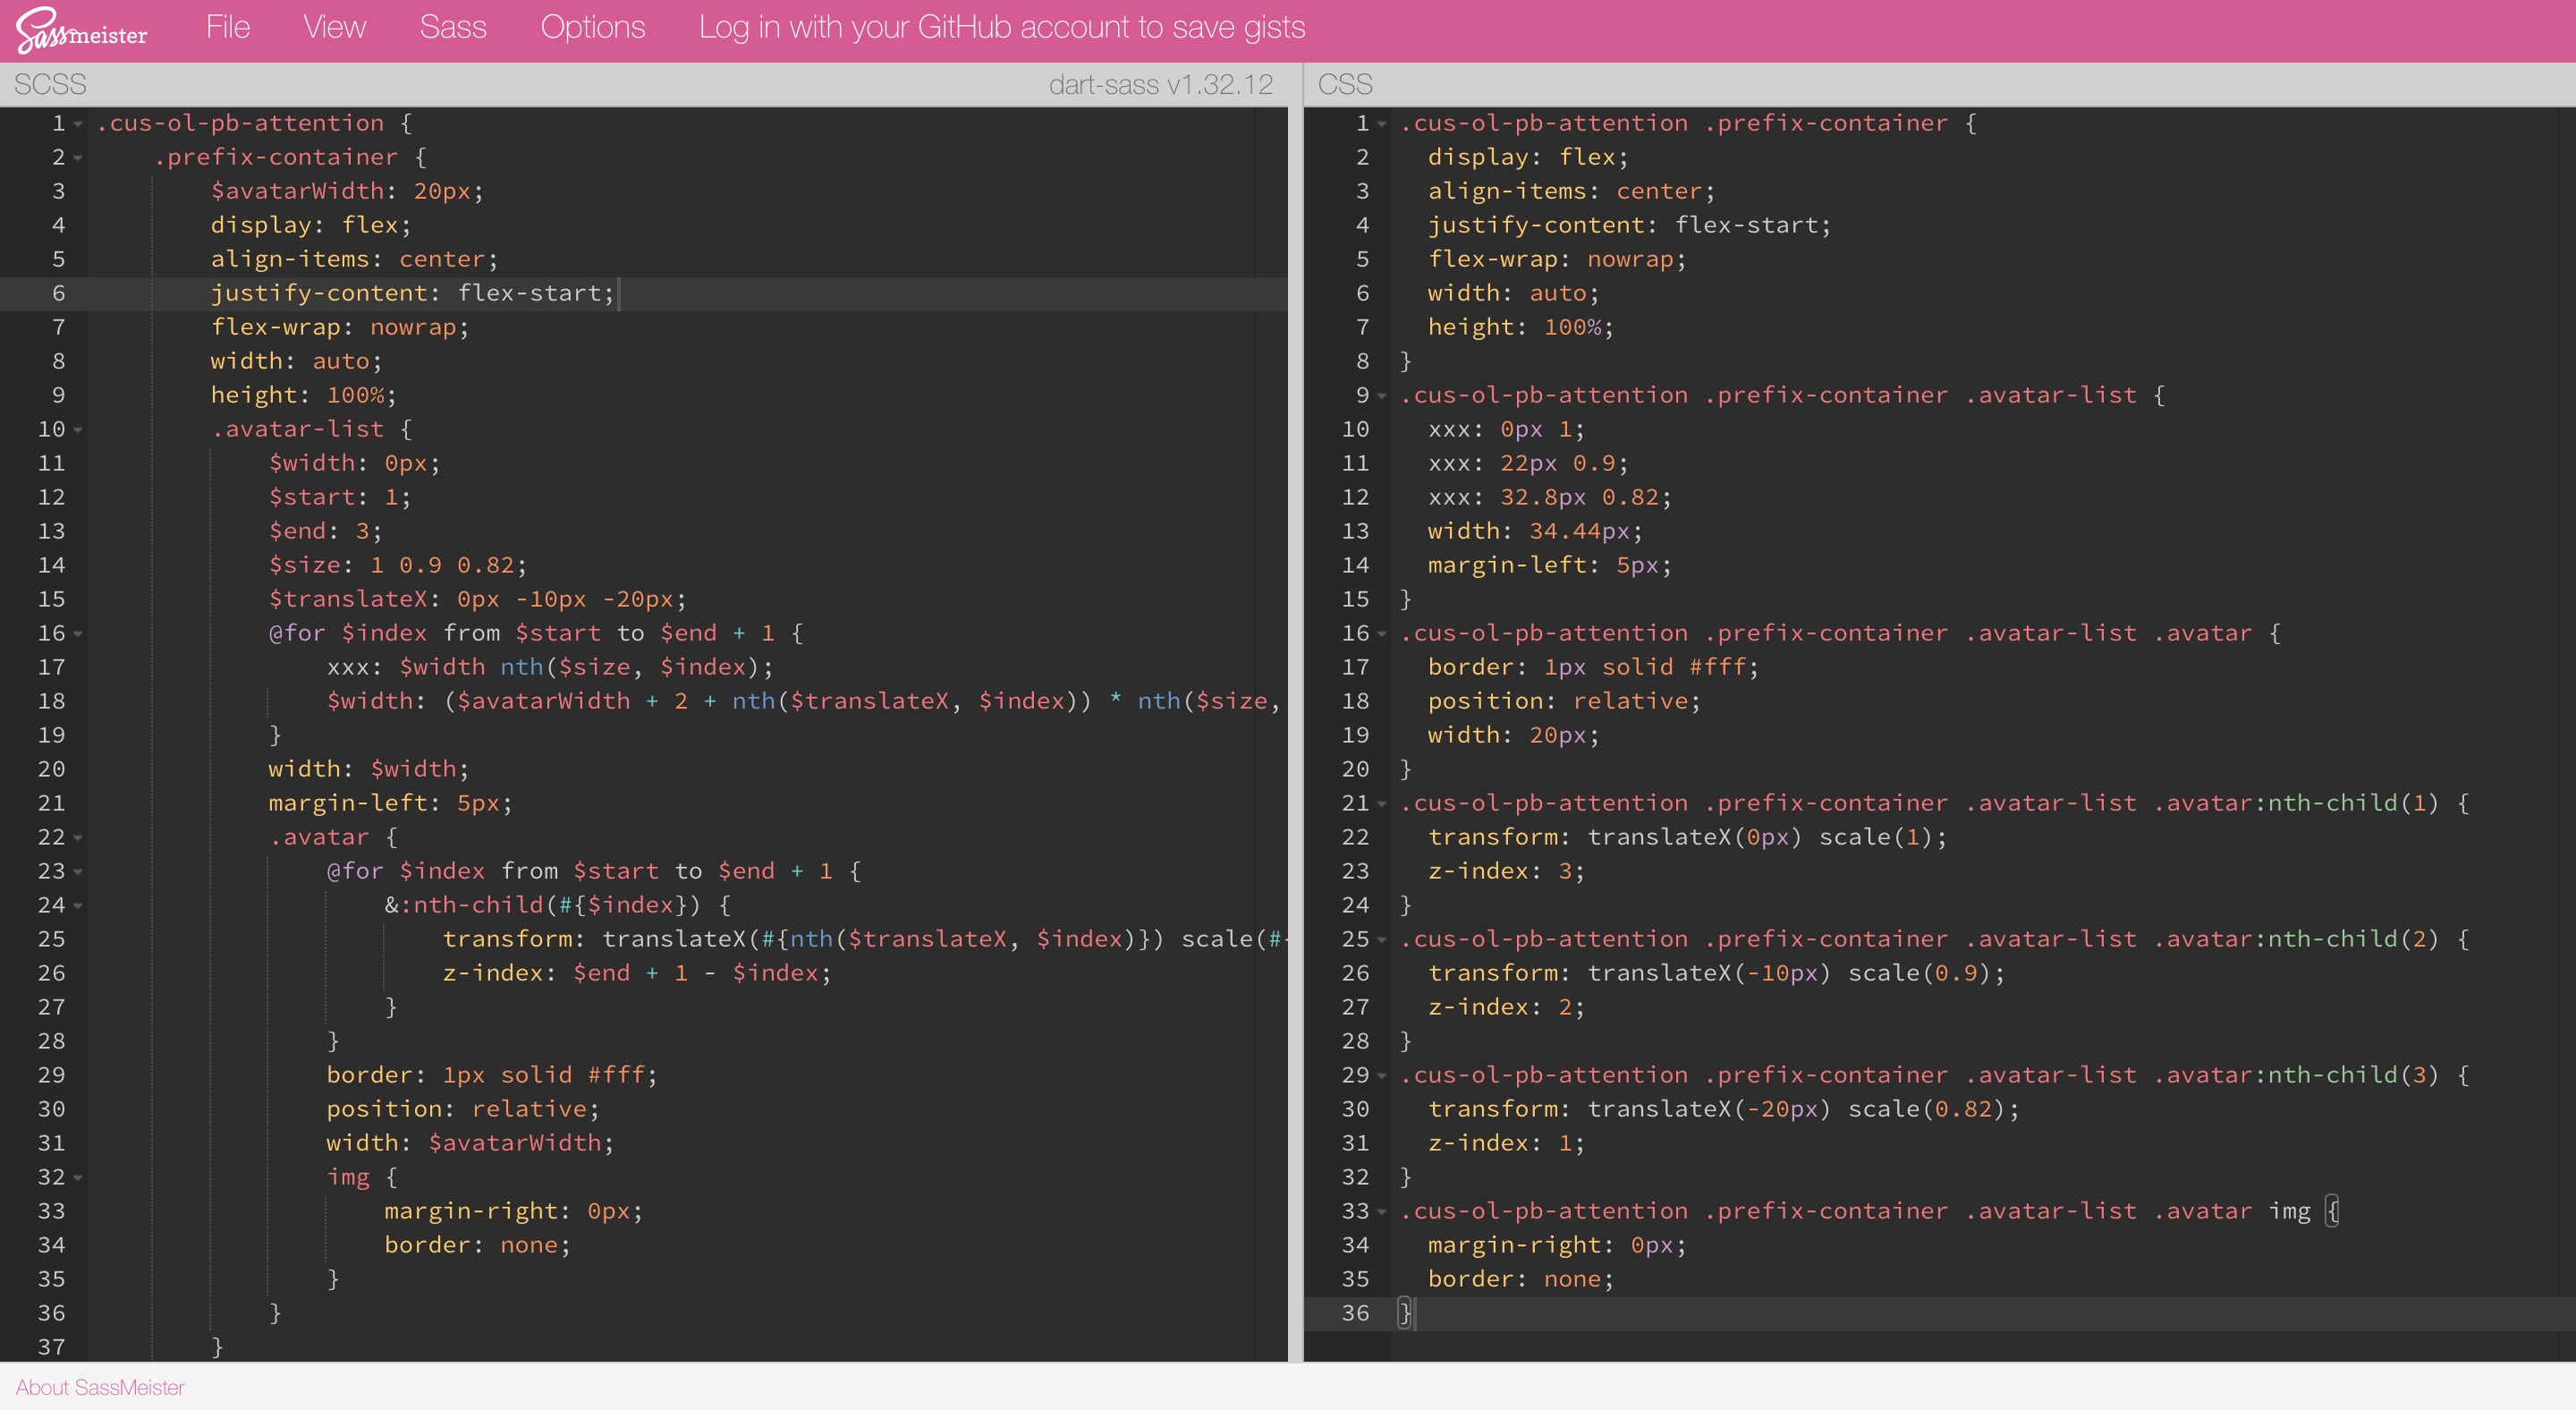 Sassmeister File View Sass Options Log in with your GitHub account to save gists
SCSS dart-sass v1.32.12
1 .cus-ol-pb-attention {
2 .prefix-container {
3 $avatarWidth: 20px;
4 display: flex;
5 align-items: center;
6 justify-content: flex-start;
7 flex-wrap: nowrap;
8 width: auto;
9 height: 100%;
10 .avatar-list {
11 $width: 0px;
12 $start: 1;
13 $end: 3;
14 $size: 1 0.9 0.82;
15 $translateX: 0px -10px -20px;
16 @for $index from $start to $end + 1 {
17 xxx: $width nth($size, $index);
18 $width: ($avatarWidth + 2 + nth($translateX, $index)) * nth($size,
19 }
20 width: $width;
21 margin-left: 5px;
22 .avatar {
23 @for $index from $start to $end + 1 {
24 &:nth-child(#{$index}) {
25 transform: translateX(#{nth($translateX, $index)}) scale(#
26 z-index: $end + 1 - $index;
27 }
28 }
29 border: 1px solid #fff;
30 position: relative;
31 width: $avatarWidth;
32 img {
33 margin-right: 0px;
34 border: none;
35 }
36 }
37 }
CSS
1 .cus-ol-pb-attention .prefix-container {
2 display: flex;
3 align-items: center;
4 justify-content: flex-start;
5 flex-wrap: nowrap;
6 width: auto;
7 height: 100%;
8 }
9 .cus-ol-pb-attention .prefix-container .avatar-list {
10 xxx: 0px 1;
11 xxx: 22px 0.9;
12 xxx: 32.8px 0.82;
13 width: 34.44px;
14 margin-left: 5px;
15 }
16 .cus-ol-pb-attention .prefix-container .avatar-list .avatar {
17 border: 1px solid #fff;
18 position: relative;
19 width: 20px;
20 }
21 .cus-ol-pb-attention .prefix-container .avatar-list .avatar:nth-child(1) {
22 transform: translateX(0px) scale(1);
23 z-index: 3;
24 }
25 .cus-ol-pb-attention .prefix-container .avatar-list .avatar:nth-child(2) {
26 transform: translateX(-10px) scale(0.9);
27 z-index: 2;
28 }
29 .cus-ol-pb-attention .prefix-container .avatar-list .avatar:nth-child(3) {
30 transform: translateX(-20px) scale(0.82);
31 z-index: 1;
32 }
33 .cus-ol-pb-attention .prefix-container .avatar-list .avatar img {
34 margin-right: 0px;
35 border: none;
36 }
About SassMeister